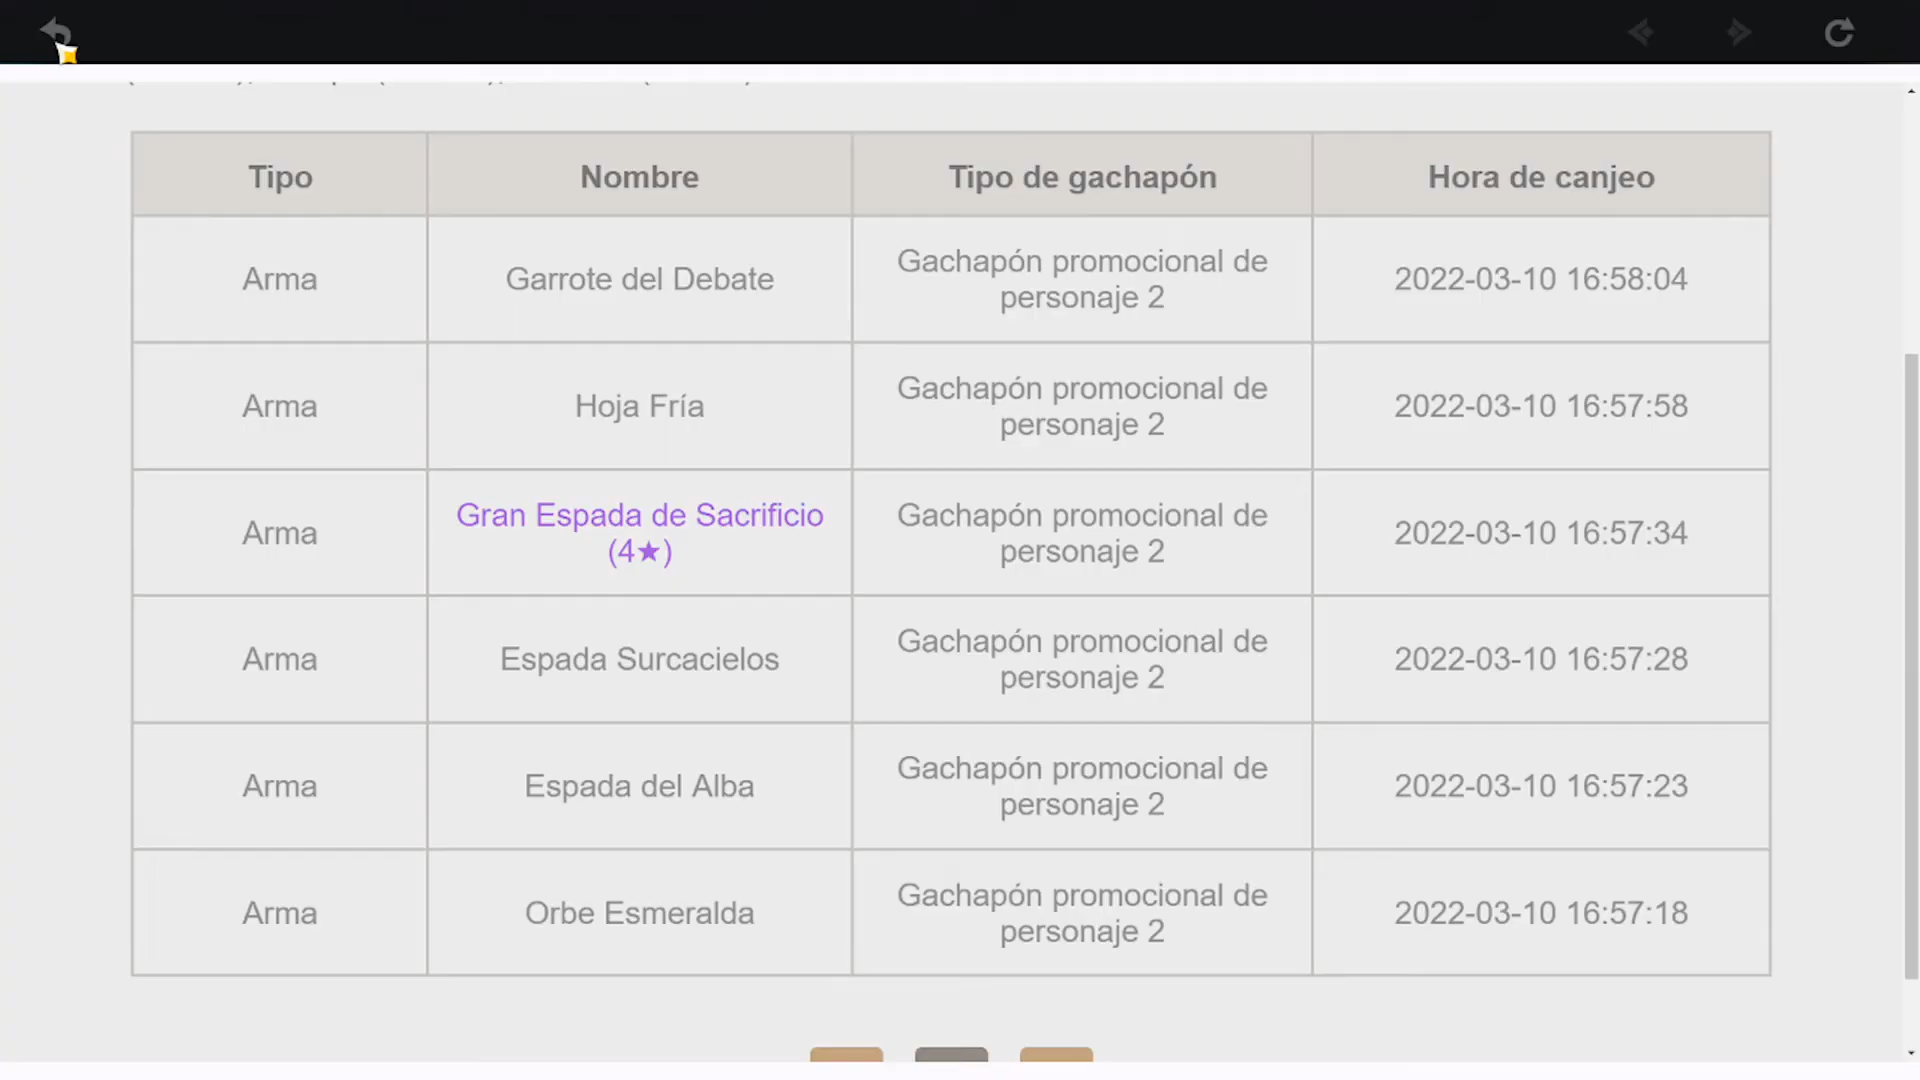 Tipo Nombre Tipo de gachapón Hora de canjeo
Arma Garrote del Debate Gachapón promocional de personaje 2 2022-03-10 16:58:04
Arma Hoja Fría Gachapón promocional de personaje 2 2022-03-10 16:57:58
Arma Gran Espada de Sacrificio (4★) Gachapón promocional de personaje 2 2022-03-10 16:57:34
Arma Espada Surcacielos Gachapón promocional de personaje 2 2022-03-10 16:57:28
Arma Espada del Alba Gachapón promocional de personaje 2 2022-03-10 16:57:23
Arma Orbe Esmeralda Gachapón promocional de personaje 2 2022-03-10 16:57:18